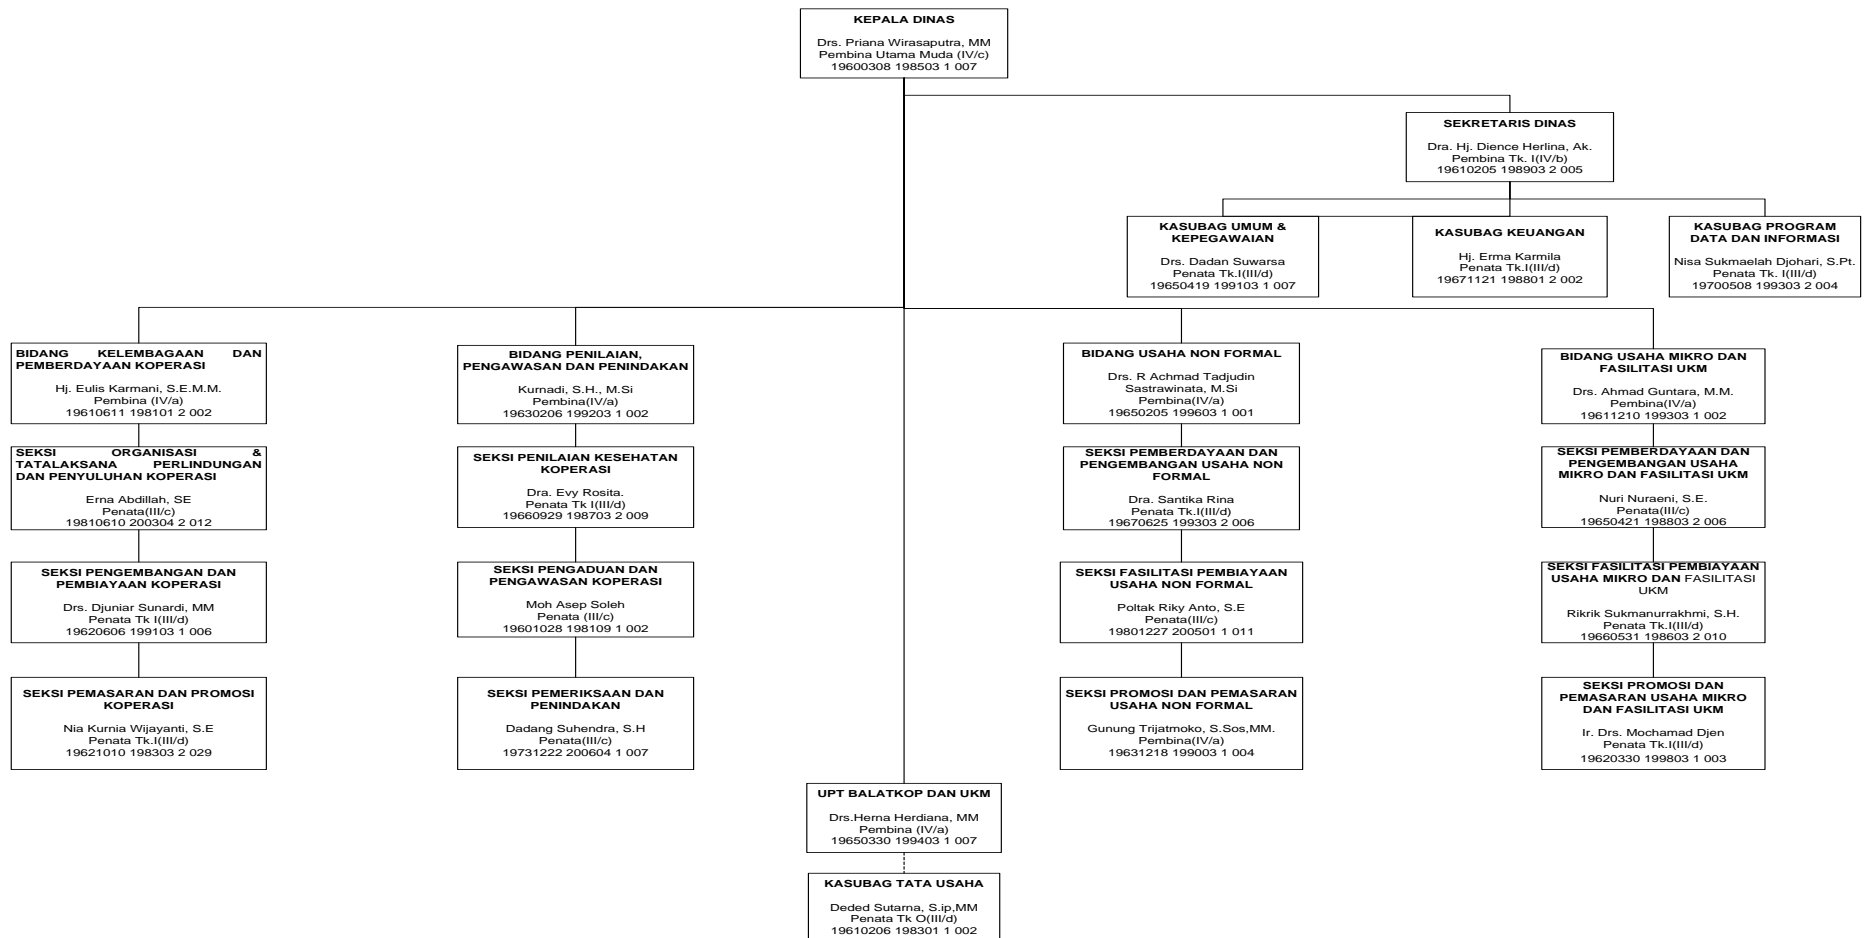 KEPALA DINAS
Drs. Priana Wirasaputra, MM
Pembina Utama Muda (IV/c)
19600308 198503 1 007
SEKRETARIS DINAS
Dra. Hj. Dience Herlina, Ak.
Pembina Tk. I(IV/b)
19610205 198903 2 005
KASUBAG UMUM &
KEPEGAWAIAN
Drs. Dadan Suwarsa
Penata Tk.I(III/d)
19650419 199103 1 007
KASUBAG KEUANGAN
Hj. Erma Karmila
Penata Tk.I(III/d)
19671121 198801 2 002
KASUBAG PROGRAM
DATA DAN INFORMASI
Nisa Sukmaelah Djohari, S.Pt.
Penata Tk. I(III/d)
19700508 199303 2 004
BIDANG KELEMBAGAAN DAN
PEMBERDAYAAN KOPERASI
Hj. Eulis Karmani, S.E.M.M.
Pembina (IV/a)
19610611 198101 2 002
SEKSI ORGANISASI &
TATALAKSANA PERLINDUNGAN
DAN PENYULUHAN KOPERASI
Erna Abdillah, SE
Penata(III/c)
19810610 200304 2 012
SEKSI PENGEMBANGAN DAN
PEMBIAYAAN KOPERASI
Drs. Djuniar Sunardi, MM
Penata Tk I(III/d)
19620606 199103 1 006
SEKSI PEMASARAN DAN PROMOSI
KOPERASI
Nia Kurnia Wijayanti, S.E
Penata Tk.I(III/d)
19621010 198303 2 029
BIDANG PENILAIAN,
PENGAWASAN DAN PENINDAKAN
Kurnadi, S.H., M.Si
Pembina(IV/a)
19630206 199203 1 002
SEKSI PENILAIAN KESEHATAN
KOPERASI
Dra. Evy Rosita.
Penata Tk I(III/d)
19660929 198703 2 009
SEKSI PENGADUAN DAN
PENGAWASAN KOPERASI
Moh Asep Soleh
Penata (III/c)
19601028 198109 1 002
SEKSI PEMERIKSAAN DAN
PENINDAKAN
Dadang Suhendra, S.H
Penata(III/c)
19731222 200604 1 007
BIDANG USAHA NON FORMAL
Drs. R Achmad Tadjudin
Sastrawinata, M.Si
Pembina(IV/a)
19650205 199603 1 001
SEKSI PEMBERDAYAAN DAN
PENGEMBANGAN USAHA NON
FORMAL
Dra. Santika Rina
Penata Tk.I(III/d)
19670625 199303 2 006
SEKSI FASILITASI PEMBIAYAAN
USAHA NON FORMAL
Poltak Riky Anto, S.E
Penata(III/c)
19801227 200501 1 011
SEKSI PROMOSI DAN PEMASARAN
USAHA NON FORMAL
Gunung Trijatmoko, S.Sos,MM.
Pembina(IV/a)
19631218 199003 1 004
BIDANG USAHA MIKRO DAN
FASILITASI UKM
Drs. Ahmad Guntara, M.M.
Pembina(IV/a)
19611210 199303 1 002
SEKSI PEMBERDAYAAN DAN
PENGEMBANGAN USAHA
MIKRO DAN FASILITASI UKM
Nuri Nuraeni, S.E.
Penata(III/c)
19650421 198803 2 006
SEKSI FASILITASI PEMBIAYAAN
USAHA MIKRO DAN FASILITASI
UKM
Rikrik Sukmanurrakhmi, S.H.
Penata Tk.I(III/d)
19660531 198603 2 010
SEKSI PROMOSI DAN
PEMASARAN USAHA MIKRO
DAN FASILITASI UKM
Ir. Drs. Mochamad Djen
Penata Tk.I(III/d)
19620330 199803 1 003
UPT BALATKOP DAN UKM
Drs.Herna Herdiana, MM
Pembina (IV/a)
19650330 199403 1 007
KASUBAG TATA USAHA
Deded Sutarna, S.ip,MM
Penata Tk O(III/d)
19610206 198301 1 002